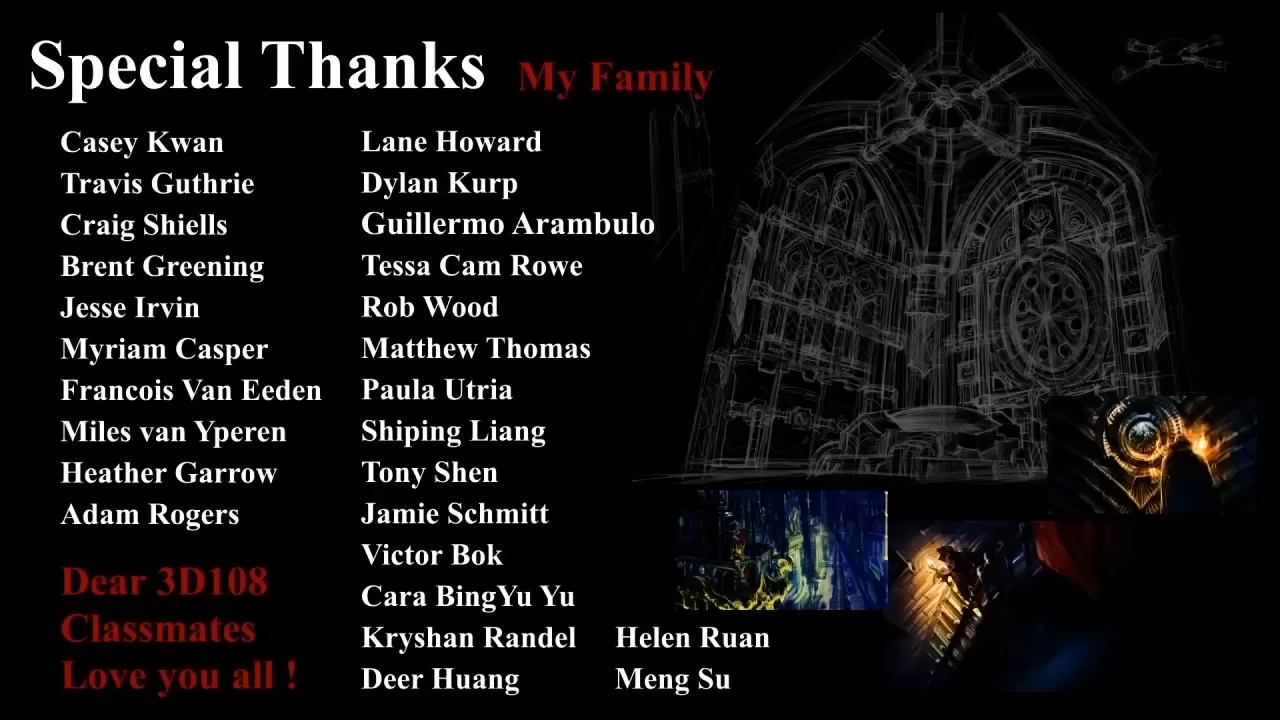 Special Thanks
My Family
Casey Kwan
Travis Guthrie
Craig Shiells
Brent Greening
Jesse Irvin
Myriam Casper
Francois Van Eeden
Miles van Yperen
Heather Garrow
Adam Rogers
Dear 3D108
Classmates
Love you all !
Lane Howard
Dylan Kurp
Guillermo Arambulo
Tessa Cam Rowe
Rob Wood
Matthew Thomas
Paula Utria
Shiping Liang
Tony Shen
Jamie Schmitt
Victor Bok
Cara BingYu Yu
Kryshan Randel
Deer Huang
Helen Ruan
Meng Su